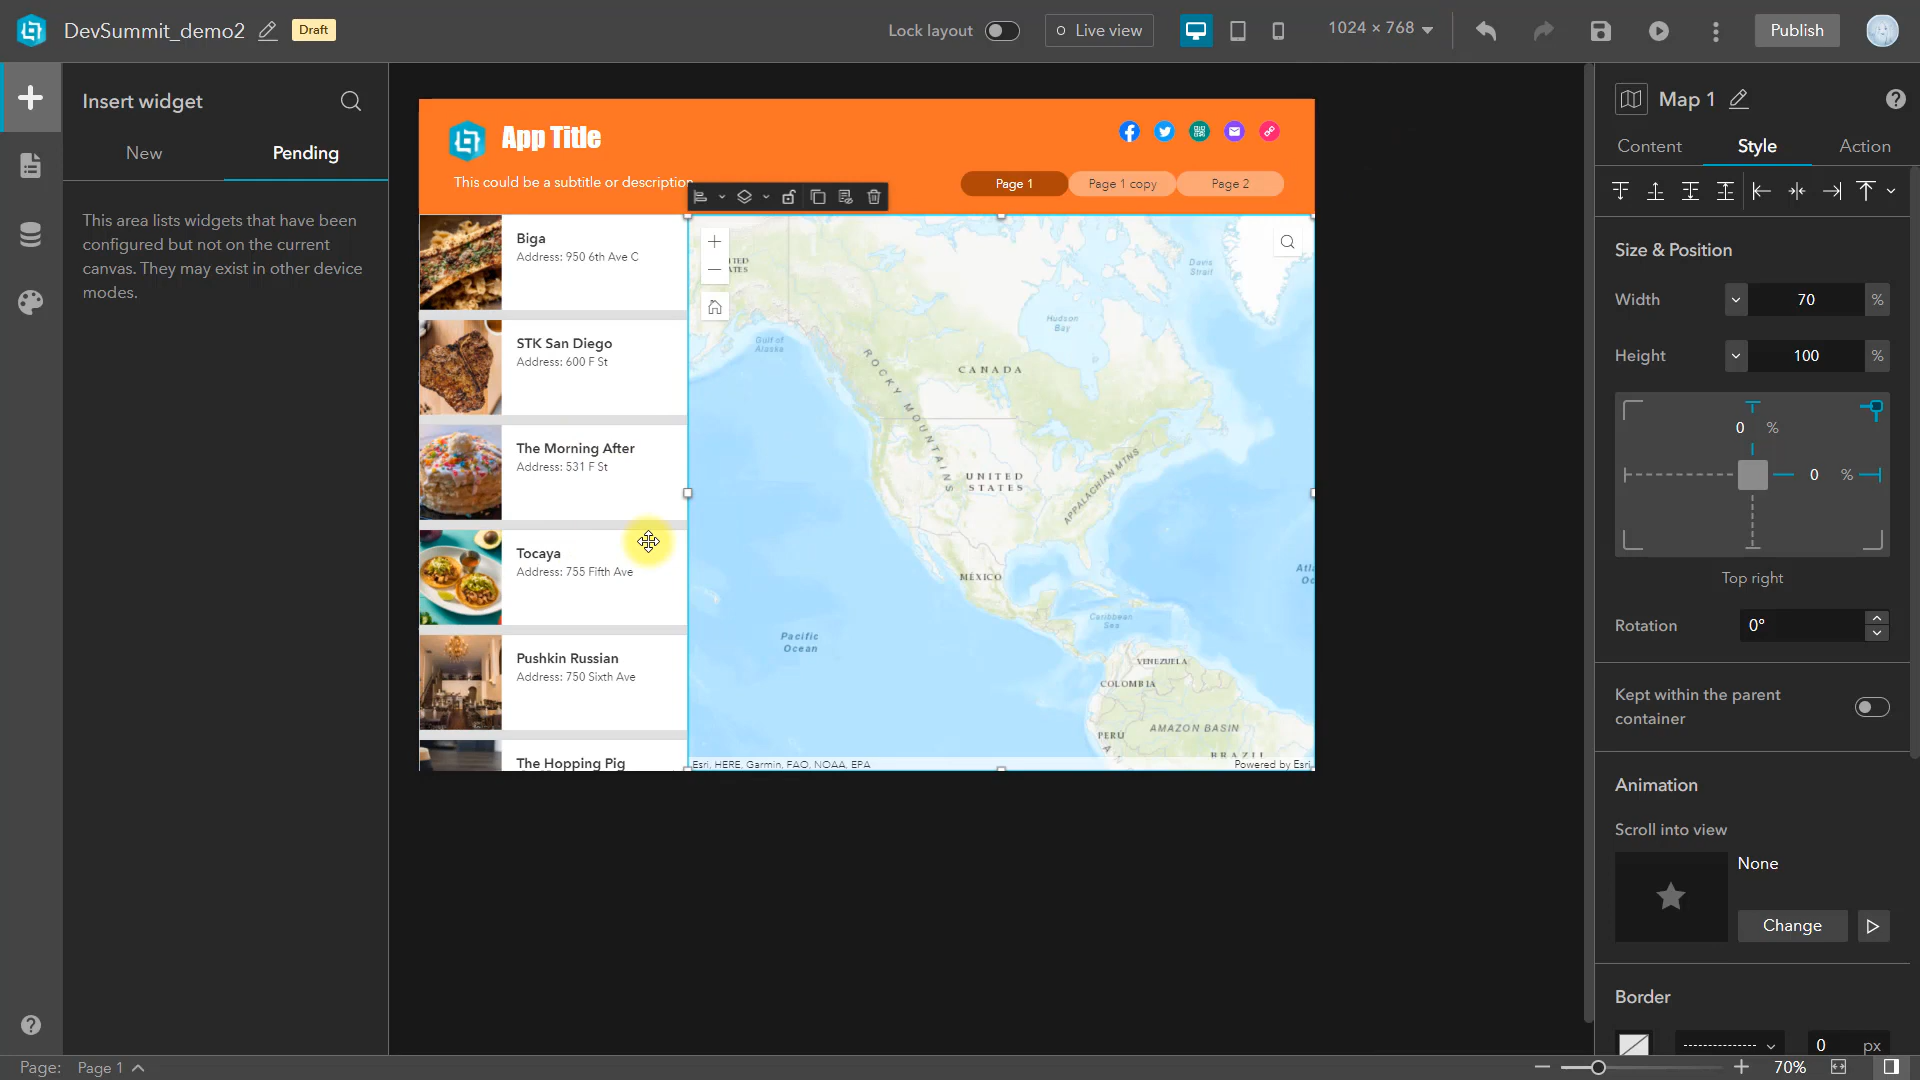 DevSummit_demo2
Draft
Lock layout
Live view
1024 × 768
Publish
Insert widget
New
Pending
This area lists widgets that have been
configured but not on the current
canvas. They may exist in other device
modes.
App Title
This could be a subtitle or description
Page 1
Page 1 copy
Page 2
Biga
Address: 950 6th Ave C
STK San Diego
Address: 600 F St
The Morning After
Address: 531 F St
Tocaya
Address: 755 Fifth Ave
Pushkin Russian
Address: 750 Sixth Ave
The Hopping Pig
Davis
Strait
Hudson
Bay
Gulf of
Alaska
ROCKY MOUNTAINS
CANADA
UNITED
STATES
APPALACHIAN MTNS
MÉXICO
Caribbean
Sea
Pacific
Ocean
VENEZUELA
COLOMBIA
AMAZON BASIN
PERÚ
BRAZIL
Esri, HERE, Garmin, FAO, NOAA, EPA
Powered by Esri
Map 1
Content
Style
Action
Size & Position
Width
70
%
Height
100
%
0 %
0 %
Top right
Rotation
0°
Kept within the parent
container
Animation
Scroll into view
None
Change
Border
0 px
Page:
Page 1
70%